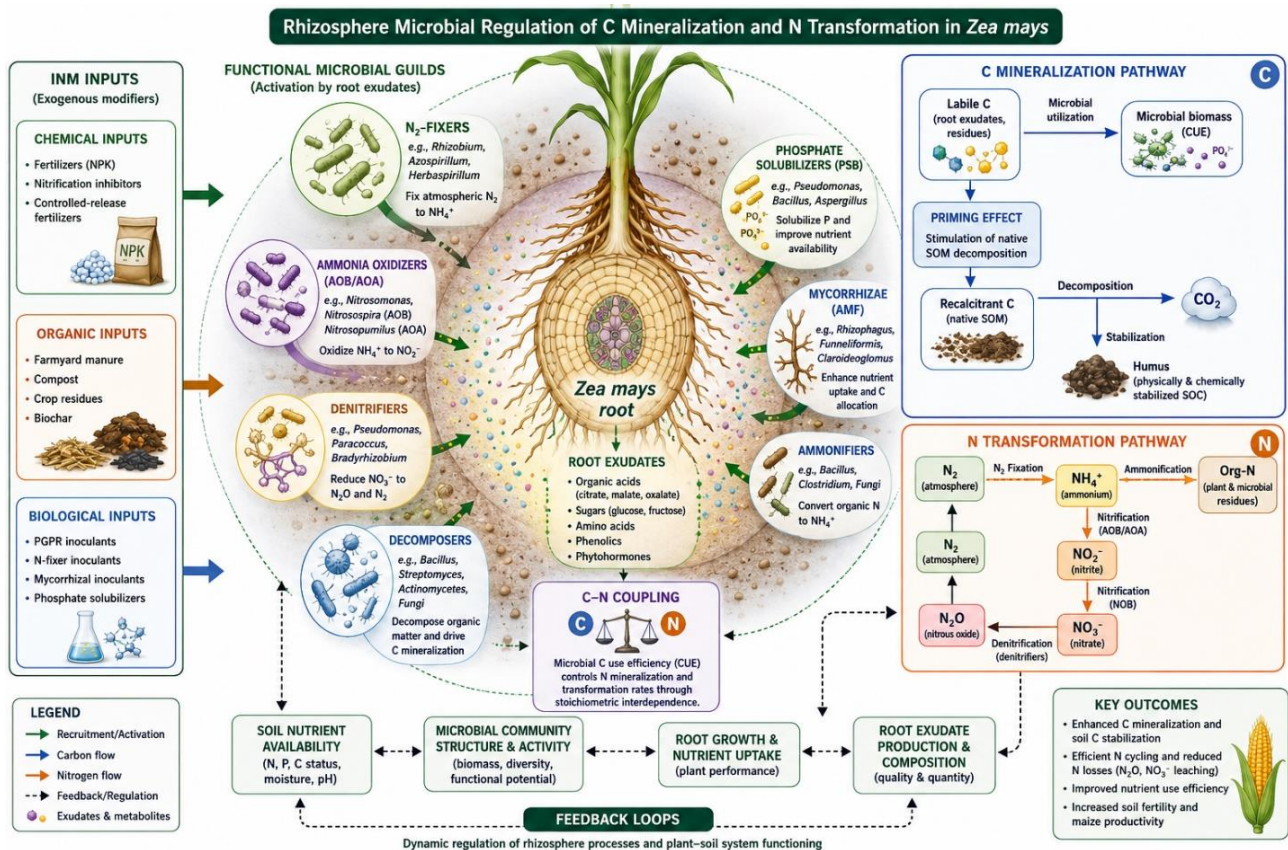 Rhizosphere Microbial Regulation of C Mineralization and N Transformation in Zea mays
INM INPUTS
(Exogenous modifiers)
CHEMICAL INPUTS
• Fertilizers (NPK)
• Nitrification inhibitors
• Controlled-release
fertilizers
NPK
ORGANIC INPUTS
• Farmyard manure
• Compost
• Crop residues
• Biochar
BIOLOGICAL INPUTS
• PGPR inoculants
• N-fixer inoculants
• Mycorrhizal inoculants
• Phosphate solubilizers
LEGEND
Recruitment/Activation
Carbon flow
Nitrogen flow
Feedback/Regulation
Exudates & metabolites
FUNCTIONAL MICROBIAL GUILDS
(Activation by root exudates)
N₂-FIXERS
e.g., Rhizobium,
Azospirillum,
Herbaspirillum
Fix atmospheric N₂
to NH₄⁺
AMMONIA OXIDIZERS
(AOB/AOA)
e.g., Nitrosomonas,
Nitrosospira (AOB)
Nitrosopumilus (AOA)
Oxidize NH₄⁺ to NO₂⁻
DENITRIFIERS
e.g., Pseudomonas,
Paracoccus,
Bradyrhizobium
Reduce NO₃⁻ to
N₂O and N₂
DECOMPOSERS
e.g., Bacillus,
Streptomyces,
Actinomycetes,
Fungi
Decompose organic
matter and drive
C mineralization
PHOSPHATE
SOLUBILIZERS (PSB)
e.g., Pseudomonas,
Bacillus, Aspergillus
PO₄³⁻
PO₄³⁻
Solubilize P and
improve nutrient
availability
MYCORRHIZAE
(AMF)
e.g., Rhizophagus,
Funneliformis,
Claroideoglomus
Enhance nutrient
uptake and C
allocation
AMMONIFIERS
e.g., Bacillus,
Clostridium, Fungi
Convert organic N
to NH₄⁺
Zea mays
root
ROOT EXUDATES
• Organic acids
(citrate, malate, oxalate)
• Sugars (glucose, fructose)
• Amino acids
• Phenolics
• Phytohormones
C–N COUPLING
C
N
Microbial C use efficiency (CUE)
controls N mineralization and
transformation rates through
stoichiometric interdependence.
C MINERALIZATION PATHWAY
C
Labile C
(root exudates,
residues)
Microbial
utilization
Microbial biomass
(CUE)
PO₄³⁻
PRIMING EFFECT
Stimulation of native
SOM decomposition
Recalcitrant C
(native SOM)
Decomposition
CO₂
Stabilization
Humus
(physically & chemically
stabilized SOC)
N TRANSFORMATION PATHWAY
N
N₂
(atmosphere)
N₂ Fixation
NH₄⁺
(ammonium)
Ammonification
Org-N
(plant & microbial
residues)
Nitrification
(AOB/AOA)
N₂
(atmosphere)
NO₂⁻
(nitrite)
Nitrification
(NOB)
N₂O
(nitrous oxide)
Denitrification
(denitrifiers)
NO₃⁻
(nitrate)
SOIL NUTRIENT
AVAILABILITY
(N, P, C status,
moisture, pH)
MICROBIAL COMMUNITY
STRUCTURE & ACTIVITY
(biomass, diversity,
functional potential)
ROOT GROWTH &
NUTRIENT UPTAKE
(plant performance)
ROOT EXUDATE
PRODUCTION &
COMPOSITION
(quality & quantity)
FEEDBACK LOOPS
Dynamic regulation of rhizosphere processes and plant–soil system functioning
KEY OUTCOMES
• Enhanced C mineralization and
soil C stabilization
• Efficient N cycling and reduced
N losses (N₂O, NO₃⁻ leaching)
• Improved nutrient use efficiency
• Increased soil fertility and
maize productivity